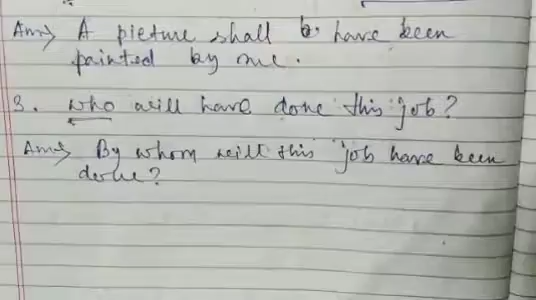 Ans→ A picture shall have been
painted by me.
3. who will have done this job?
Ans→ By whom will this job have been
done?